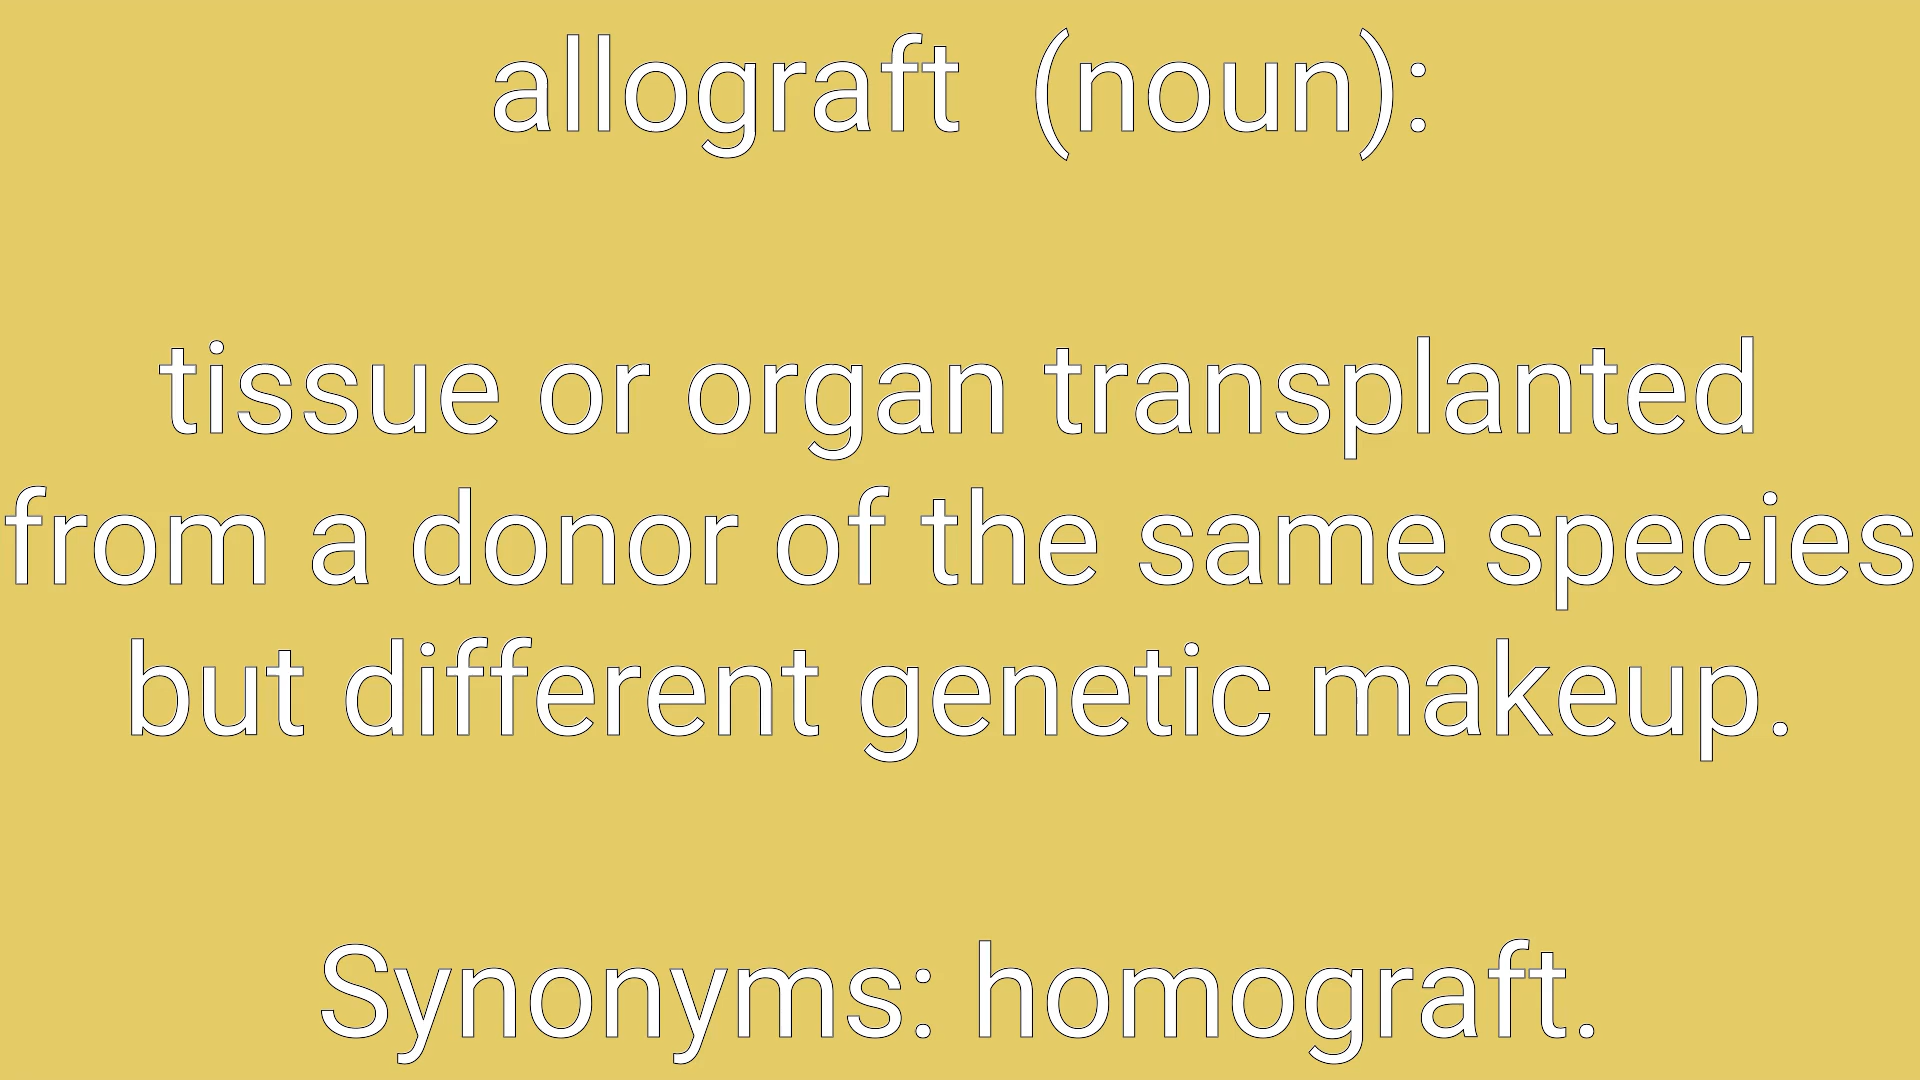 allograft (noun):
tissue or organ transplanted
from a donor of the same species
but different genetic makeup.
Synonyms: homograft.